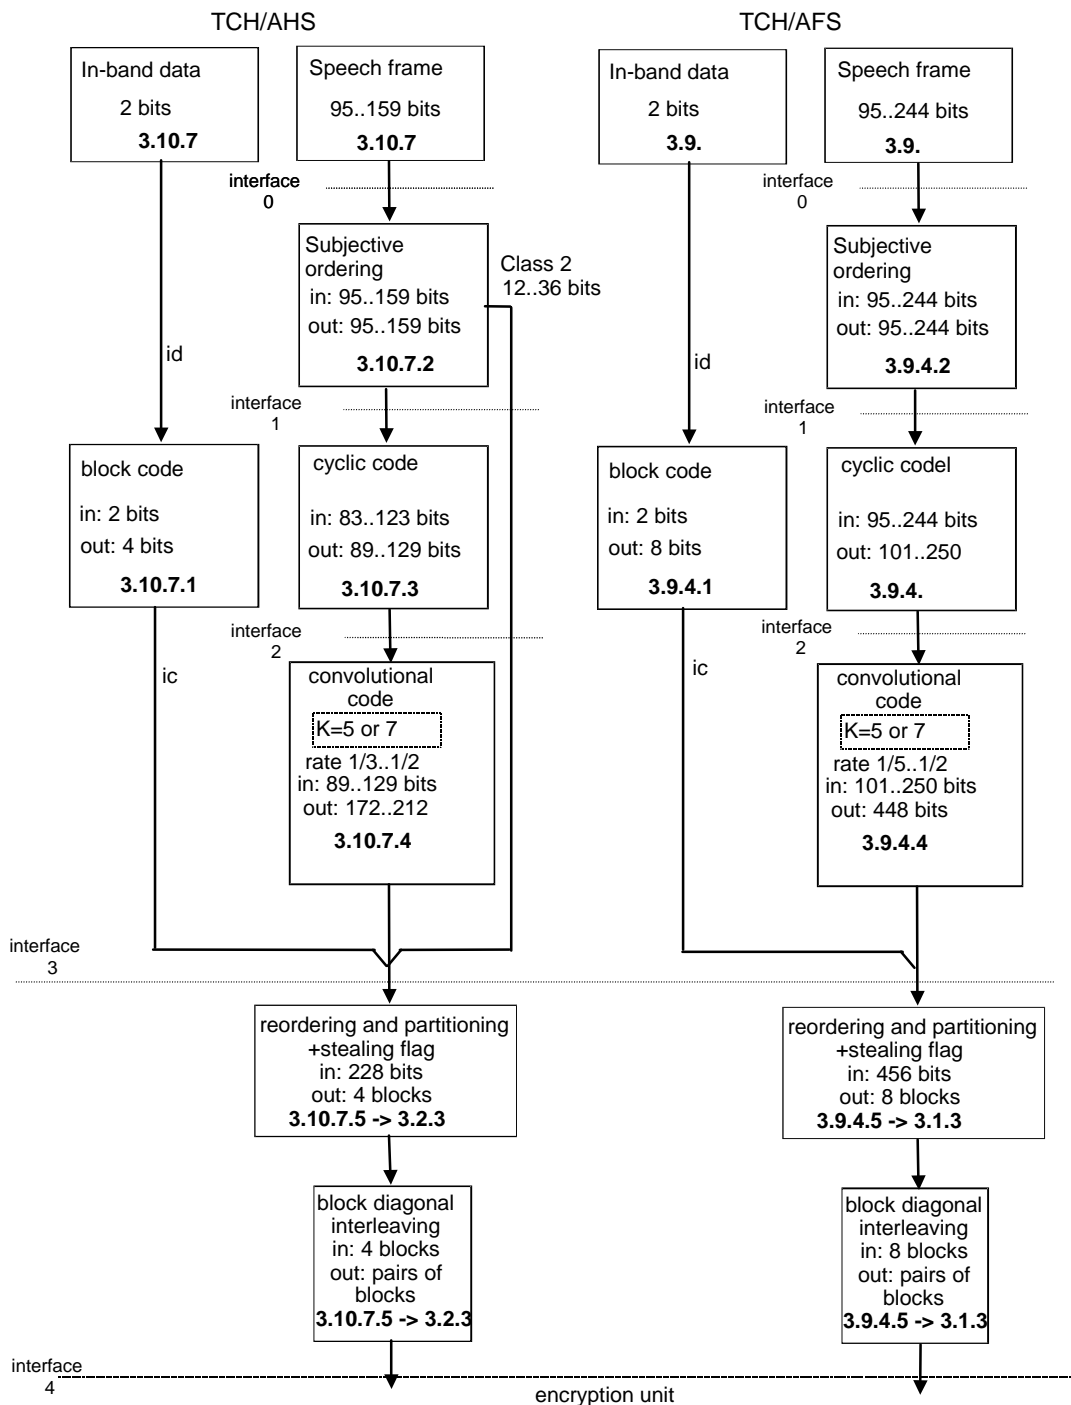 TCH/AHS
TCH/AFS
In-band data
2 bits
3.10.7
Speech frame
95..159 bits
3.10.7
In-band data
2 bits
3.9.
Speech frame
95..244 bits
3.9.
interface
0
interface
0
Subjective
ordering
in: 95..159 bits
out: 95..159 bits
3.10.7.2
Class 2
12..36 bits
Subjective
ordering
in: 95..244 bits
out: 95..244 bits
3.9.4.2
id
id
interface
1
interface
1
block code
in: 2 bits
out: 4 bits
3.10.7.1
cyclic code
in: 83..123 bits
out: 89..129 bits
3.10.7.3
block code
in: 2 bits
out: 8 bits
3.9.4.1
cyclic codel
in: 95..244 bits
out: 101..250
3.9.4.
interface
2
interface
2
ic
ic
convolutional
code
K=5 or 7
rate 1/3..1/2
in: 89..129 bits
out: 172..212
3.10.7.4
convolutional
code
K=5 or 7
rate 1/5..1/2
in: 101..250 bits
out: 448 bits
3.9.4.4
interface
3
reordering and partitioning
+stealing flag
in: 228 bits
out: 4 blocks
3.10.7.5 -> 3.2.3
reordering and partitioning
+stealing flag
in: 456 bits
out: 8 blocks
3.9.4.5 -> 3.1.3
block diagonal
interleaving
in: 4 blocks
out: pairs of
blocks
3.10.7.5 -> 3.2.3
block diagonal
interleaving
in: 8 blocks
out: pairs of
blocks
3.9.4.5 -> 3.1.3
interface
4
encryption unit